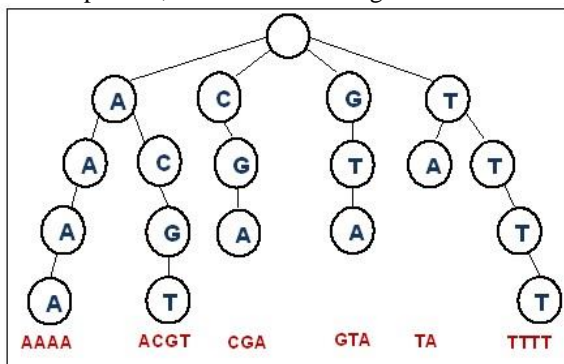 A C G T
A C G T A T
A G A A T
A T T
AAAA ACGT CGA GTA TA TTTT